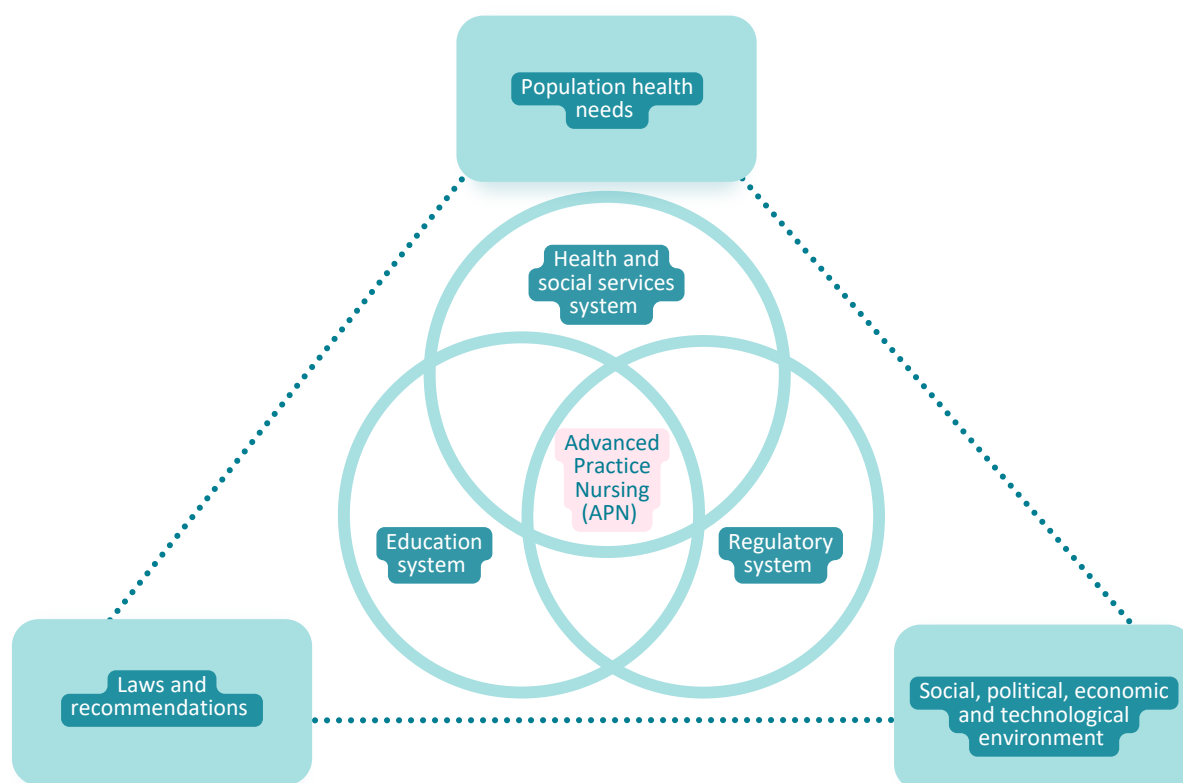 Population health
needs
Health and
social services
system
Advanced
Practice
Nursing
(APN)
Education
system
Regulatory
system
Laws and
recommendations
Social, political, economic
and technological
environment